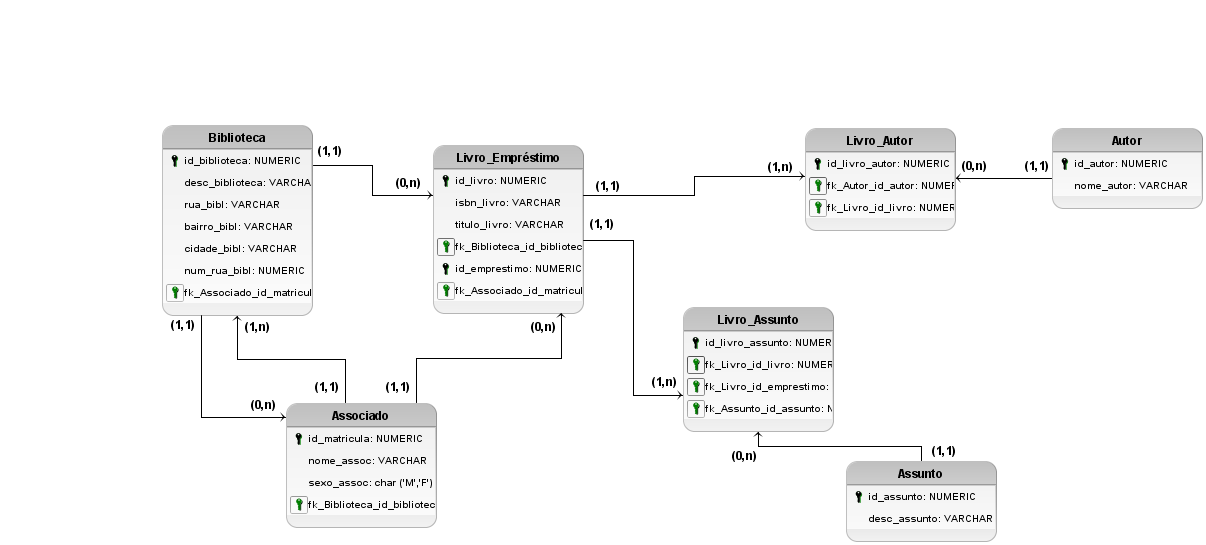 Biblioteca
id_biblioteca: NUMERIC
desc_biblioteca: VARCHA
rua_bibl: VARCHAR
bairro_bibl: VARCHAR
cidade_bibl: VARCHAR
num_rua_bibl: NUMERIC
fk_Associado_id_matricul
(1,1)
(0,n)
Livro_Empréstimo
id_livro: NUMERIC
isbn_livro: VARCHAR
titulo_livro: VARCHAR
fk_Biblioteca_id_bibliotec
id_emprestimo: NUMERIC
fk_Associado_id_matricul
(1,1)
(1,n)
Livro_Autor
id_livro_autor: NUMERIC
fk_Autor_id_autor: NUMEF
fk_Livro_id_livro: NUMER
(0,n)
(1,1)
Autor
id_autor: NUMERIC
nome_autor: VARCHAR
(1,1)
(1,n)
Livro_Assunto
id_livro_assunto: NUMER
fk_Livro_id_livro: NUMER
fk_Livro_id_emprestimo:
fk_Assunto_id_assunto: N
(1,1)
(1,n)
(0,n)
(1,1)
(1,1)
(0,n)
Associado
id_matricula: NUMERIC
nome_assoc: VARCHAR
sexo_assoc: char ('M','F')
fk_Biblioteca_id_bibliotec
(0,n)
(1,1)
Assunto
id_assunto: NUMERIC
desc_assunto: VARCHAR